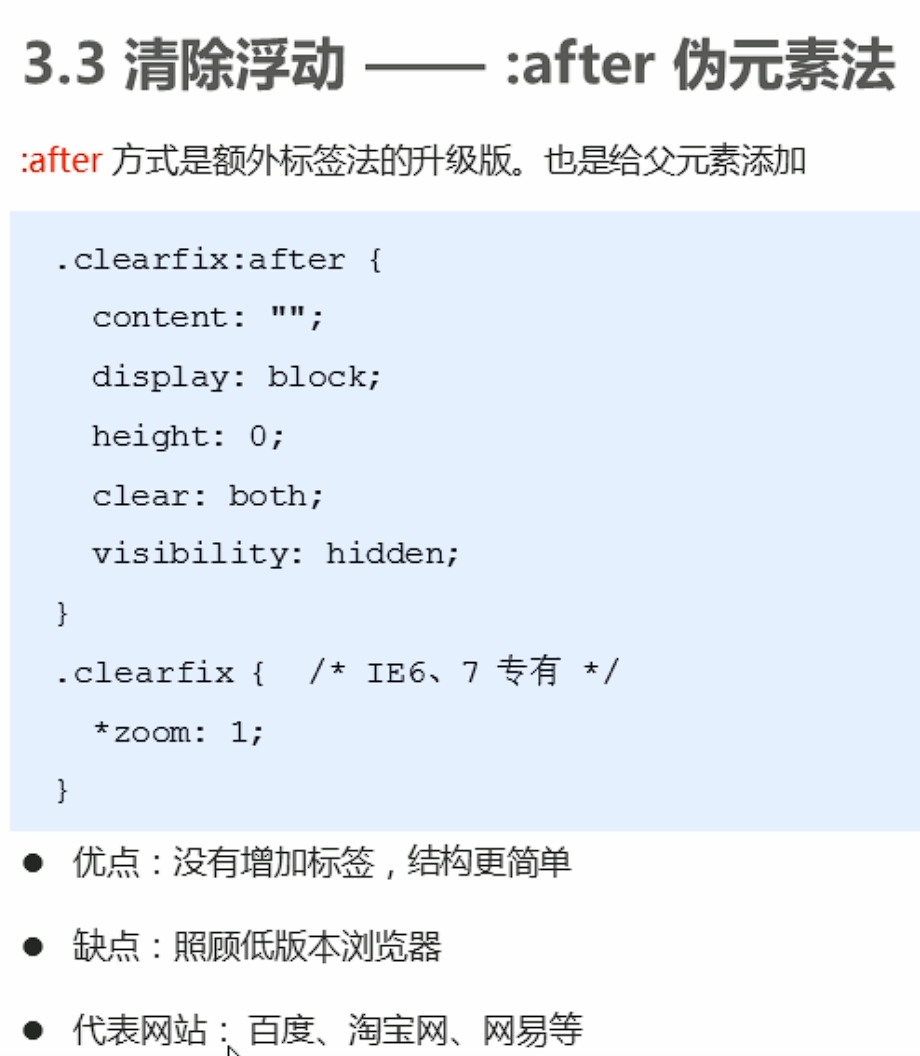 3.3 清除浮动 —— :after 伪元素法
:after 方式是额外标签法的升级版。也是给父元素添加
.clearfix:after {
content: "";
display: block;
height: 0;
clear: both;
visibility: hidden;
}
.clearfix { /* IE6、7 专有 */
*zoom: 1;
}
● 优点：没有增加标签，结构更简单
● 缺点：照顾低版本浏览器
● 代表网站： 百度、淘宝网、网易等